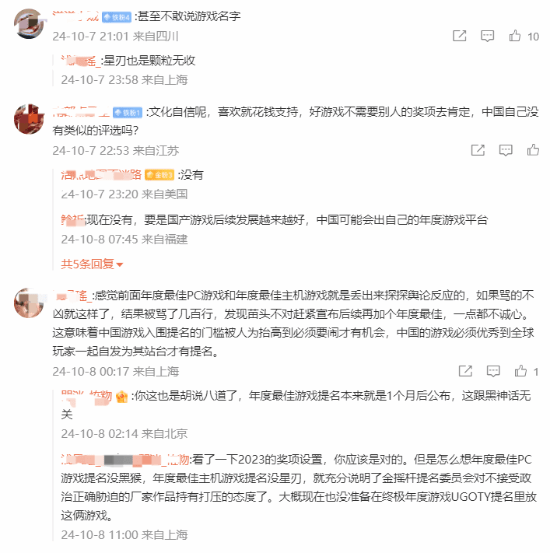 :甚至不敢说游戏名字
24-10-7 21:01 来自四川
10
:星刃也是颗粒无收
24-10-7 23:58 来自上海
:文化自信呢，喜欢就花钱支持，好游戏不需要别人的奖项去肯定，中国自己没
有类似的评选吗？
24-10-7 22:53 来自江苏
:没有
24-10-7 23:20 来自美国
现在没有，要是国产游戏后续发展越来越好，中国可能会出自己的年度游戏平台
24-10-8 07:45 来自福建
共5条回复
:感觉前面年度最佳PC游戏和年度最佳主机游戏就是丢出来探探舆论反应的，如果骂的不
凶就这样了，结果被骂了几百行，发现苗头不对赶紧宣布后续再加个年度最佳，一点都不诚心。
这意味着中国游戏入围提名的门槛被人为抬高到必须要闹才有机会，中国的游戏必须优秀到全球
玩家一起自发为其站台才有提名。
24-10-8 00:17 来自上海
1
:你这也是胡说八道了，年度最佳游戏提名本来就是1个月后公布，这跟黑神话无
关
24-10-8 02:14 来自北京
:看了一下2023的奖项设置，你应该是对的。但是怎么想年度最佳PC
游戏提名没黑猴，年度最佳主机游戏提名没星刃，就充分说明了金摇杆提名委员会对不接受政
治正确胁迫的厂家作品持有打压的态度了。大概现在也没准备在终极年度游戏UGOTY提名里放
这俩游戏。
24-10-8 11:00 来自上海